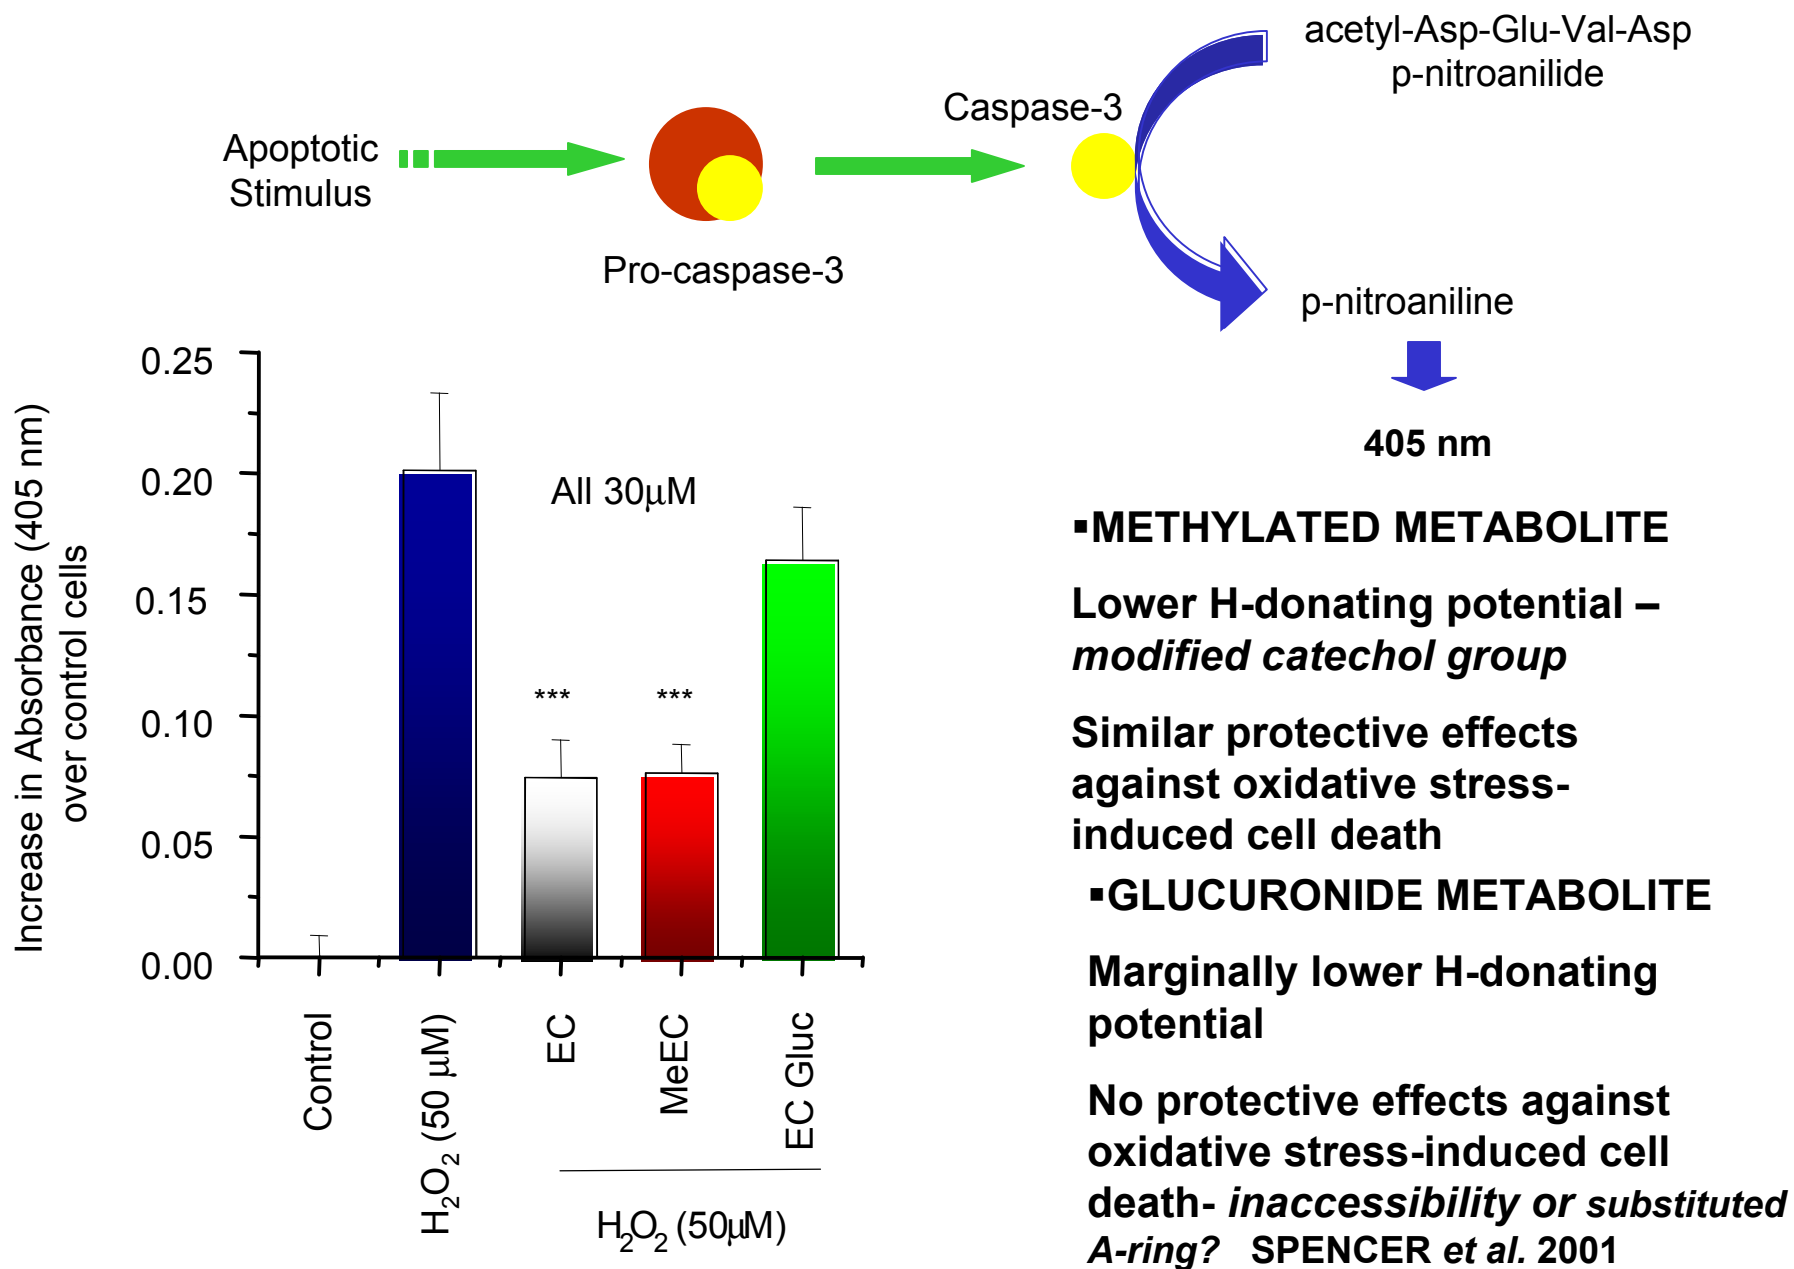 acetyl-Asp-Glu-Val-Asp
p-nitroanilide
Caspase-3
Apoptotic
Stimulus
Pro-caspase-3
p-nitroaniline
405 nm
Increase in Absorbance (405 nm)
over control cells
0.25
0.20
0.15
0.10
0.05
0.00
All 30μM
***
***
Control
H₂O₂ (50 μM)
EC
MeEC
EC Gluc
H₂O₂ (50μM)
▪METHYLATED METABOLITE
Lower H-donating potential –
modified catechol group
Similar protective effects
against oxidative stress-
induced cell death
▪GLUCURONIDE METABOLITE
Marginally lower H-donating
potential
No protective effects against
oxidative stress-induced cell
death- inaccessibility or substituted
A-ring? SPENCER et al. 2001